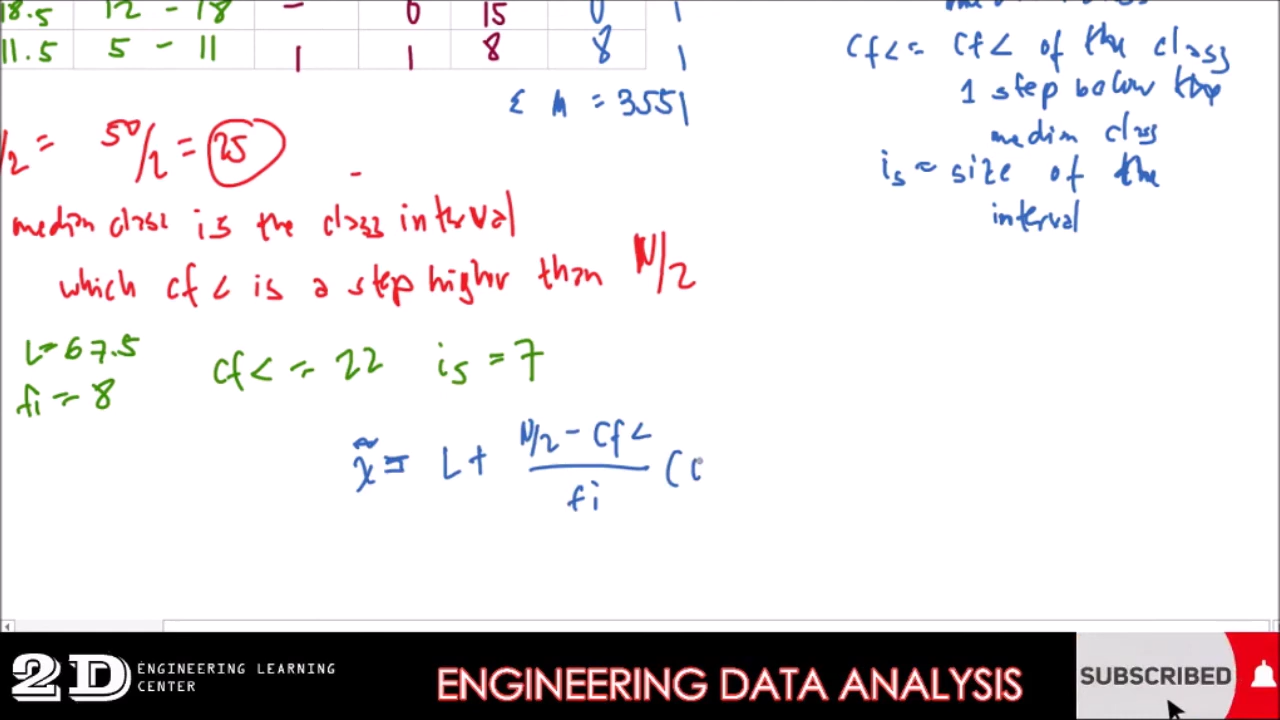 18.5 12 - 18 - 0 15 0 1
11.5 5 - 11 1 1 8 8 1
Σ M = 3551
cf< = cf< of the class
1 step below the
median class
is = size of the
interval
/2 = 50/2 = 25
median class is the class interval
which cf < is a step higher than N/2
L = 67.5
fi = 8
cf < = 22 is = 7
x̃ = L + N/2 - cf < / fi (
2D ENGINEERING LEARNING
CENTER
ENGINEERING DATA ANALYSIS
SUBSCRIBED